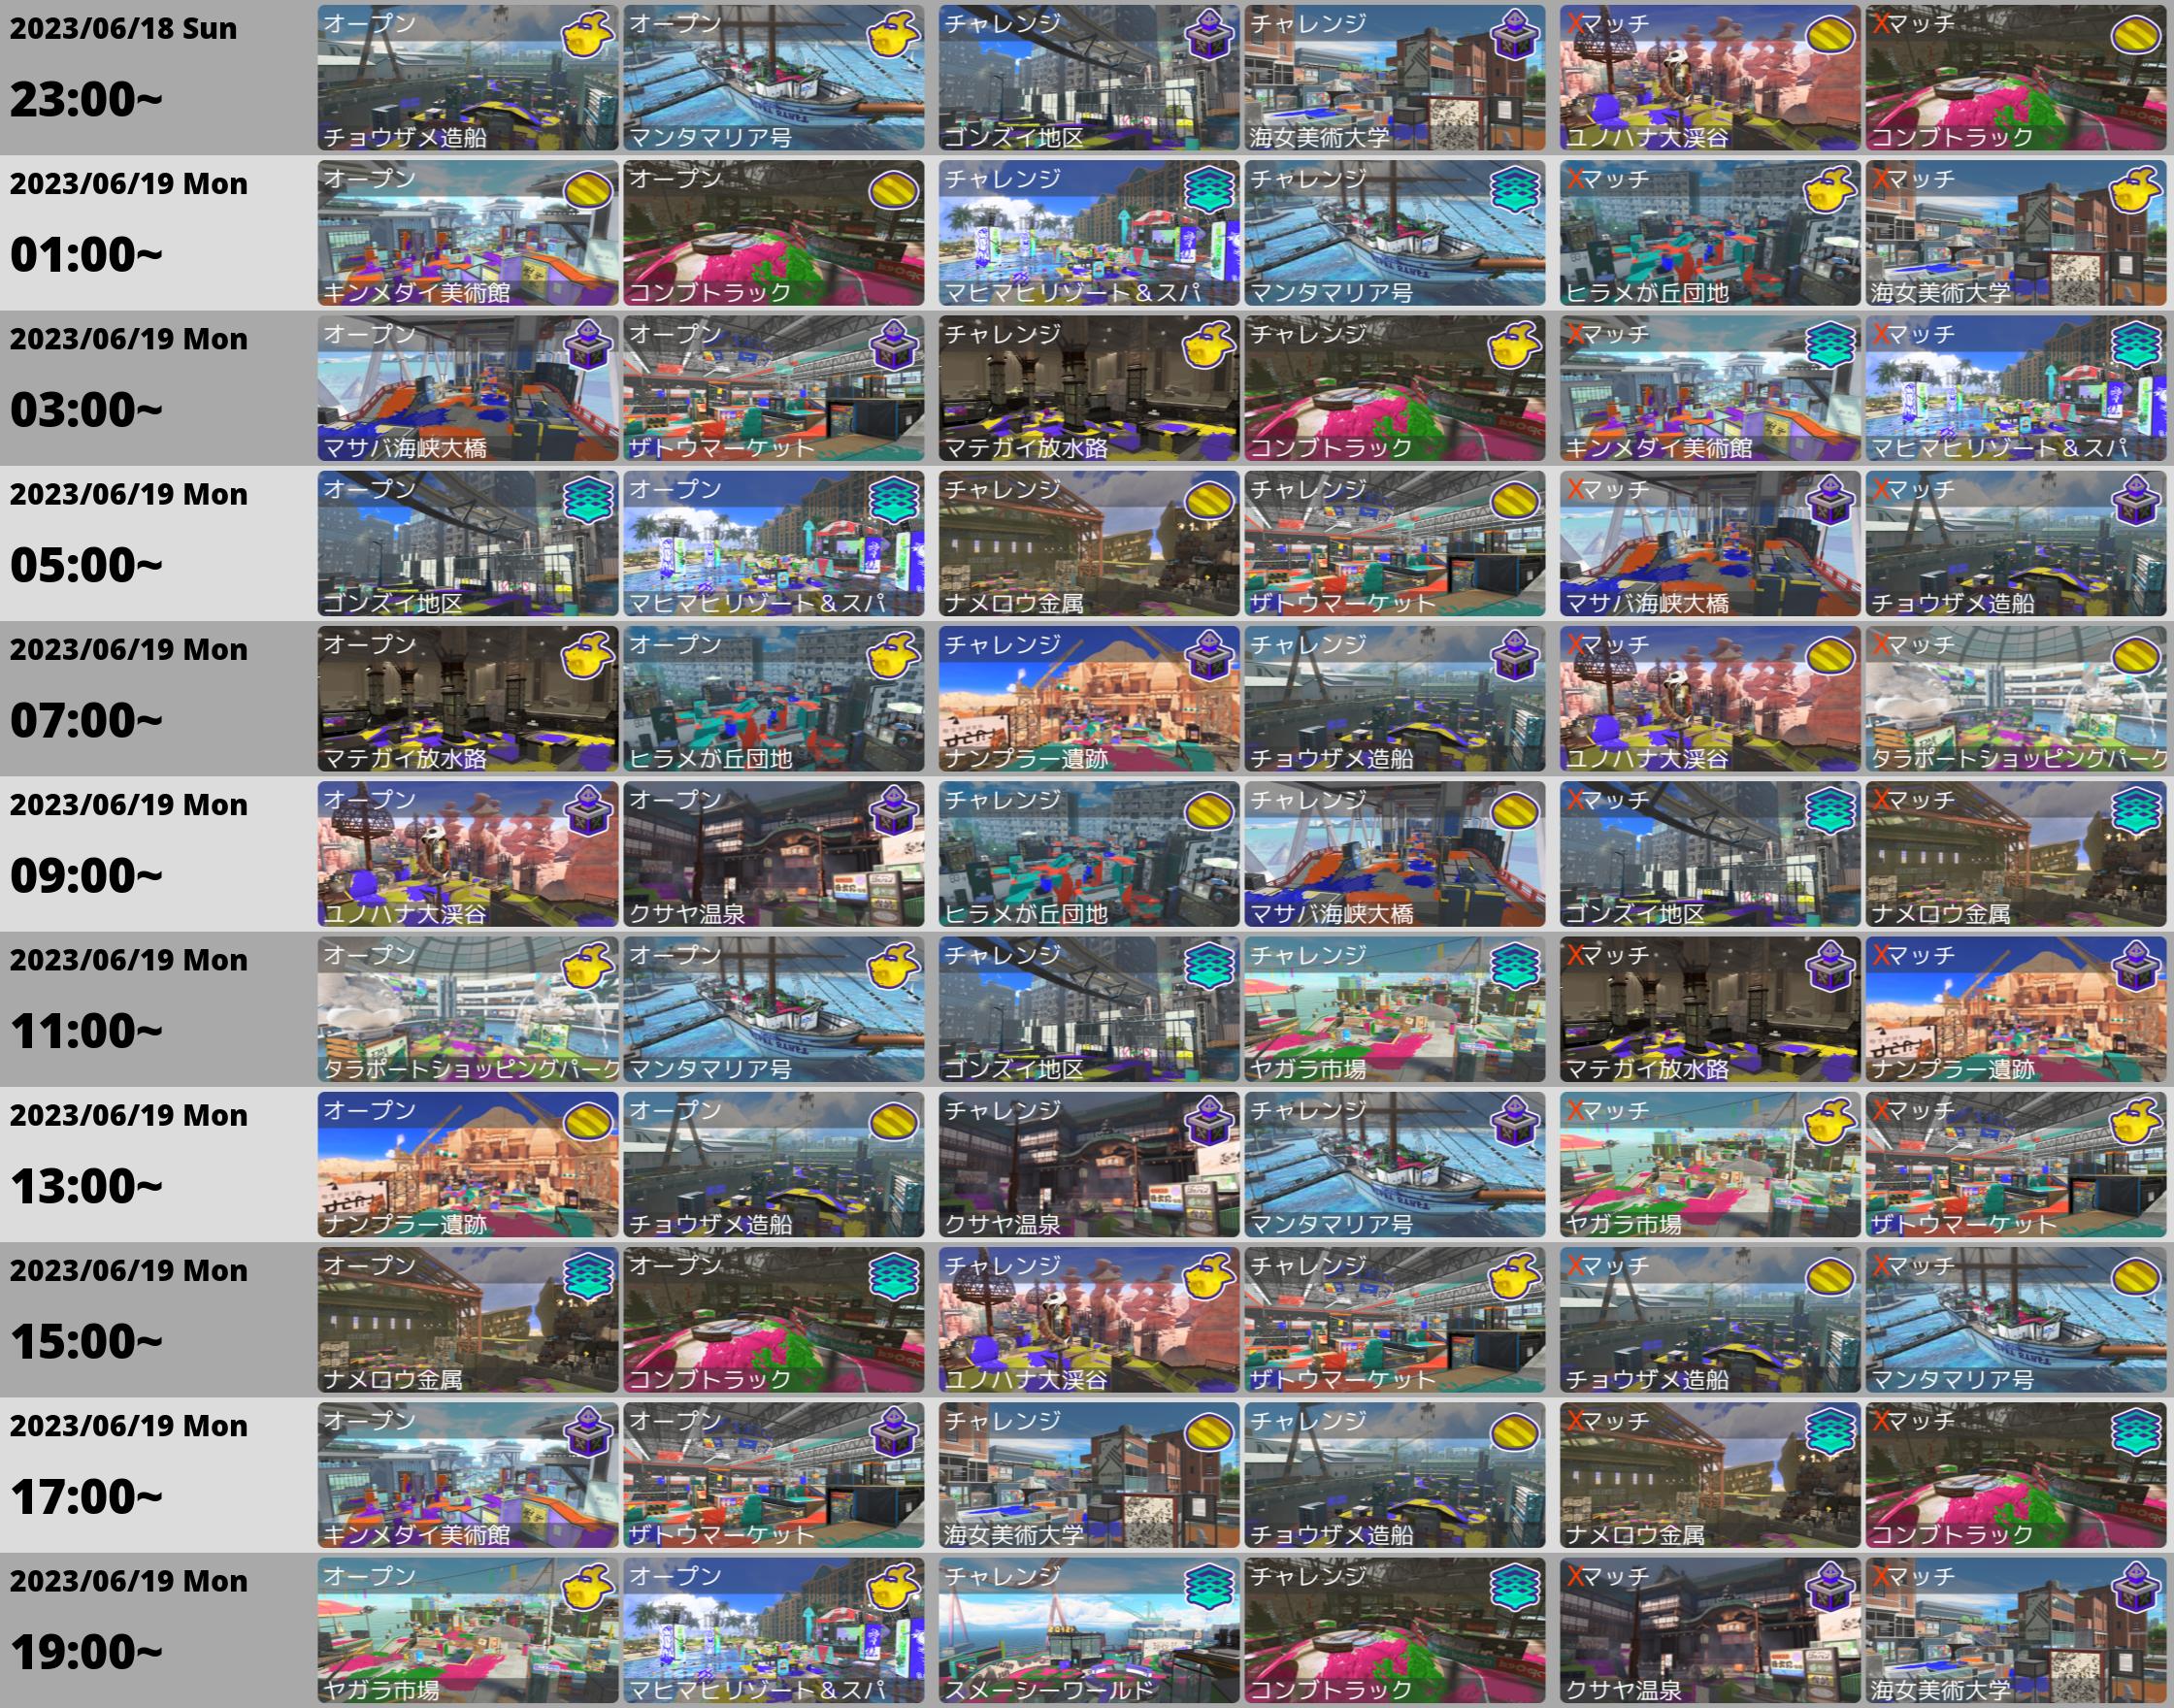 2023/06/18 Sun
23:00~
オープン
チョウザメ造船
オープン
マンタマリア号
チャレンジ
ゴンズイ地区
チャレンジ
海女美術大学
Xマッチ
ユノハナ大渓谷
Xマッチ
コンブトラック
2023/06/19 Mon
01:00~
オープン
キンメダイ美術館
オープン
コンブトラック
チャレンジ
マヒマヒリゾート＆スパ
チャレンジ
マンタマリア号
Xマッチ
ヒラメが丘団地
Xマッチ
海女美術大学
2023/06/19 Mon
03:00~
オープン
マサバ海峡大橋
オープン
ザトウマーケット
チャレンジ
マテガイ放水路
チャレンジ
コンブトラック
Xマッチ
キンメダイ美術館
Xマッチ
マヒマヒリゾート＆スパ
2023/06/19 Mon
05:00~
オープン
ゴンズイ地区
オープン
マヒマヒリゾート＆スパ
チャレンジ
ナメロウ金属
チャレンジ
ザトウマーケット
Xマッチ
マサバ海峡大橋
Xマッチ
チョウザメ造船
2023/06/19 Mon
07:00~
オープン
マテガイ放水路
オープン
ヒラメが丘団地
チャレンジ
ナンプラー遺跡
チャレンジ
チョウザメ造船
Xマッチ
ユノハナ大渓谷
Xマッチ
タラポートショッピングパーク
2023/06/19 Mon
09:00~
オープン
ユノハナ大渓谷
オープン
クサヤ温泉
チャレンジ
ヒラメが丘団地
チャレンジ
マサバ海峡大橋
Xマッチ
ゴンズイ地区
Xマッチ
ナメロウ金属
2023/06/19 Mon
11:00~
オープン
タラポートショッピングパーク
オープン
マンタマリア号
チャレンジ
ゴンズイ地区
チャレンジ
ヤガラ市場
Xマッチ
マテガイ放水路
Xマッチ
ナンプラー遺跡
2023/06/19 Mon
13:00~
オープン
ナンプラー遺跡
オープン
チョウザメ造船
チャレンジ
クサヤ温泉
チャレンジ
マンタマリア号
Xマッチ
ヤガラ市場
Xマッチ
ザトウマーケット
2023/06/19 Mon
15:00~
オープン
ナメロウ金属
オープン
コンブトラック
チャレンジ
ユノハナ大渓谷
チャレンジ
ザトウマーケット
Xマッチ
チョウザメ造船
Xマッチ
マンタマリア号
2023/06/19 Mon
17:00~
オープン
キンメダイ美術館
オープン
ザトウマーケット
チャレンジ
海女美術大学
チャレンジ
チョウザメ造船
Xマッチ
ナメロウ金属
Xマッチ
コンブトラック
2023/06/19 Mon
19:00~
オープン
ヤガラ市場
オープン
マヒマヒリゾート＆スパ
チャレンジ
スメーシーワールド
チャレンジ
コンブトラック
Xマッチ
クサヤ温泉
Xマッチ
海女美術大学